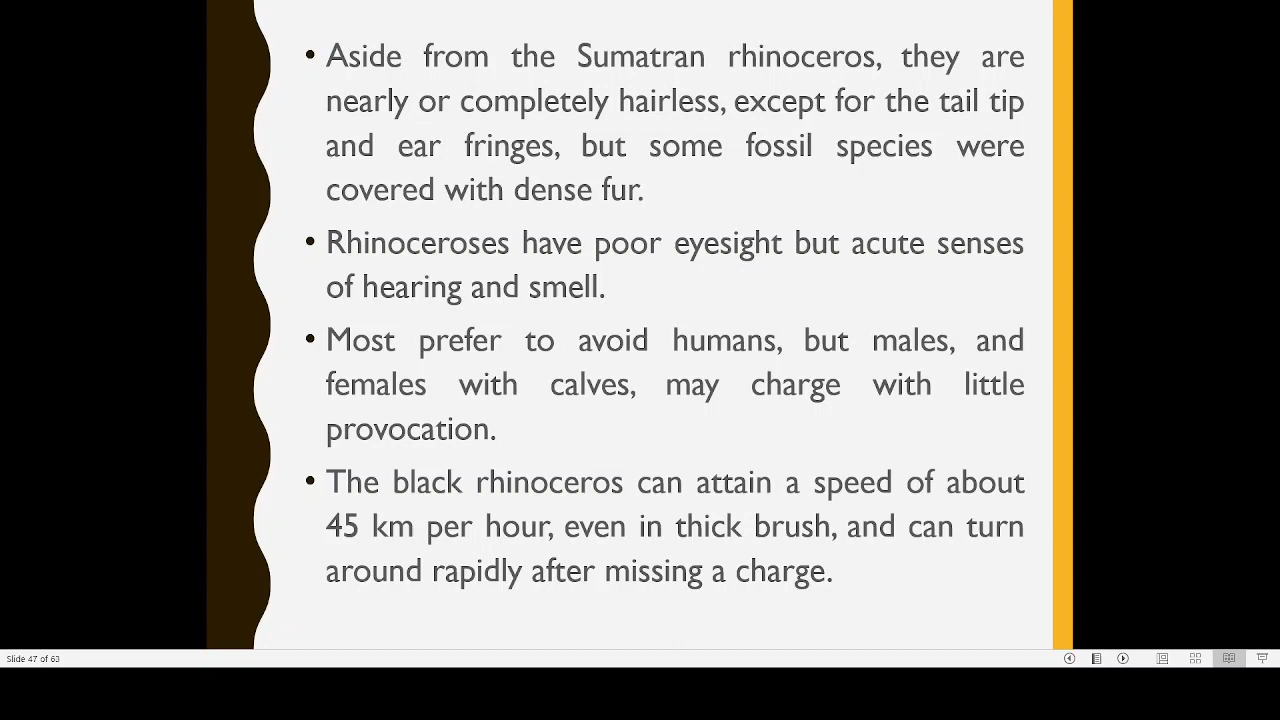 • Aside from the Sumatran rhinoceros, they are
nearly or completely hairless, except for the tail tip
and ear fringes, but some fossil species were
covered with dense fur.
• Rhinoceroses have poor eyesight but acute senses
of hearing and smell.
• Most prefer to avoid humans, but males, and
females with calves, may charge with little
provocation.
• The black rhinoceros can attain a speed of about
45 km per hour, even in thick brush, and can turn
around rapidly after missing a charge.
Slide 47 of 63